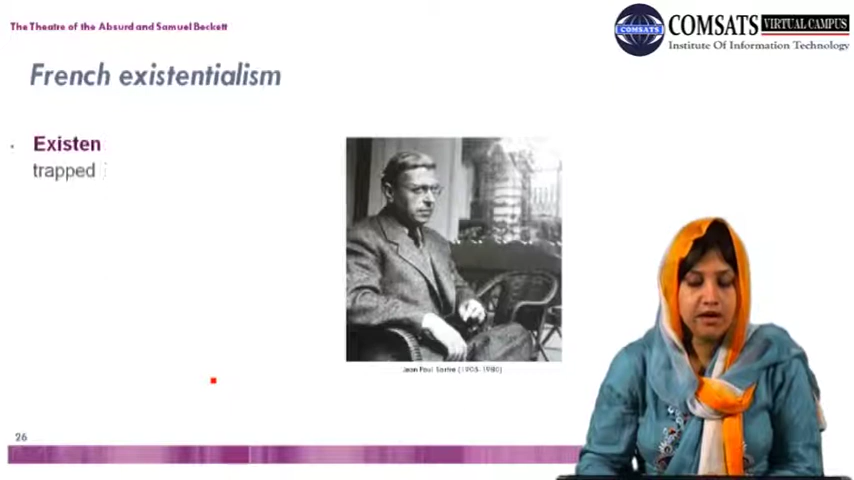 The Theatre of the Absurd and Samuel Beckett
COMSATS VIRTUAL CAMPUS
COMSATS
Institute Of Information Technology
French existentialism
• Existen
trapped
Jean Paul Sartre (1905-1980)
26